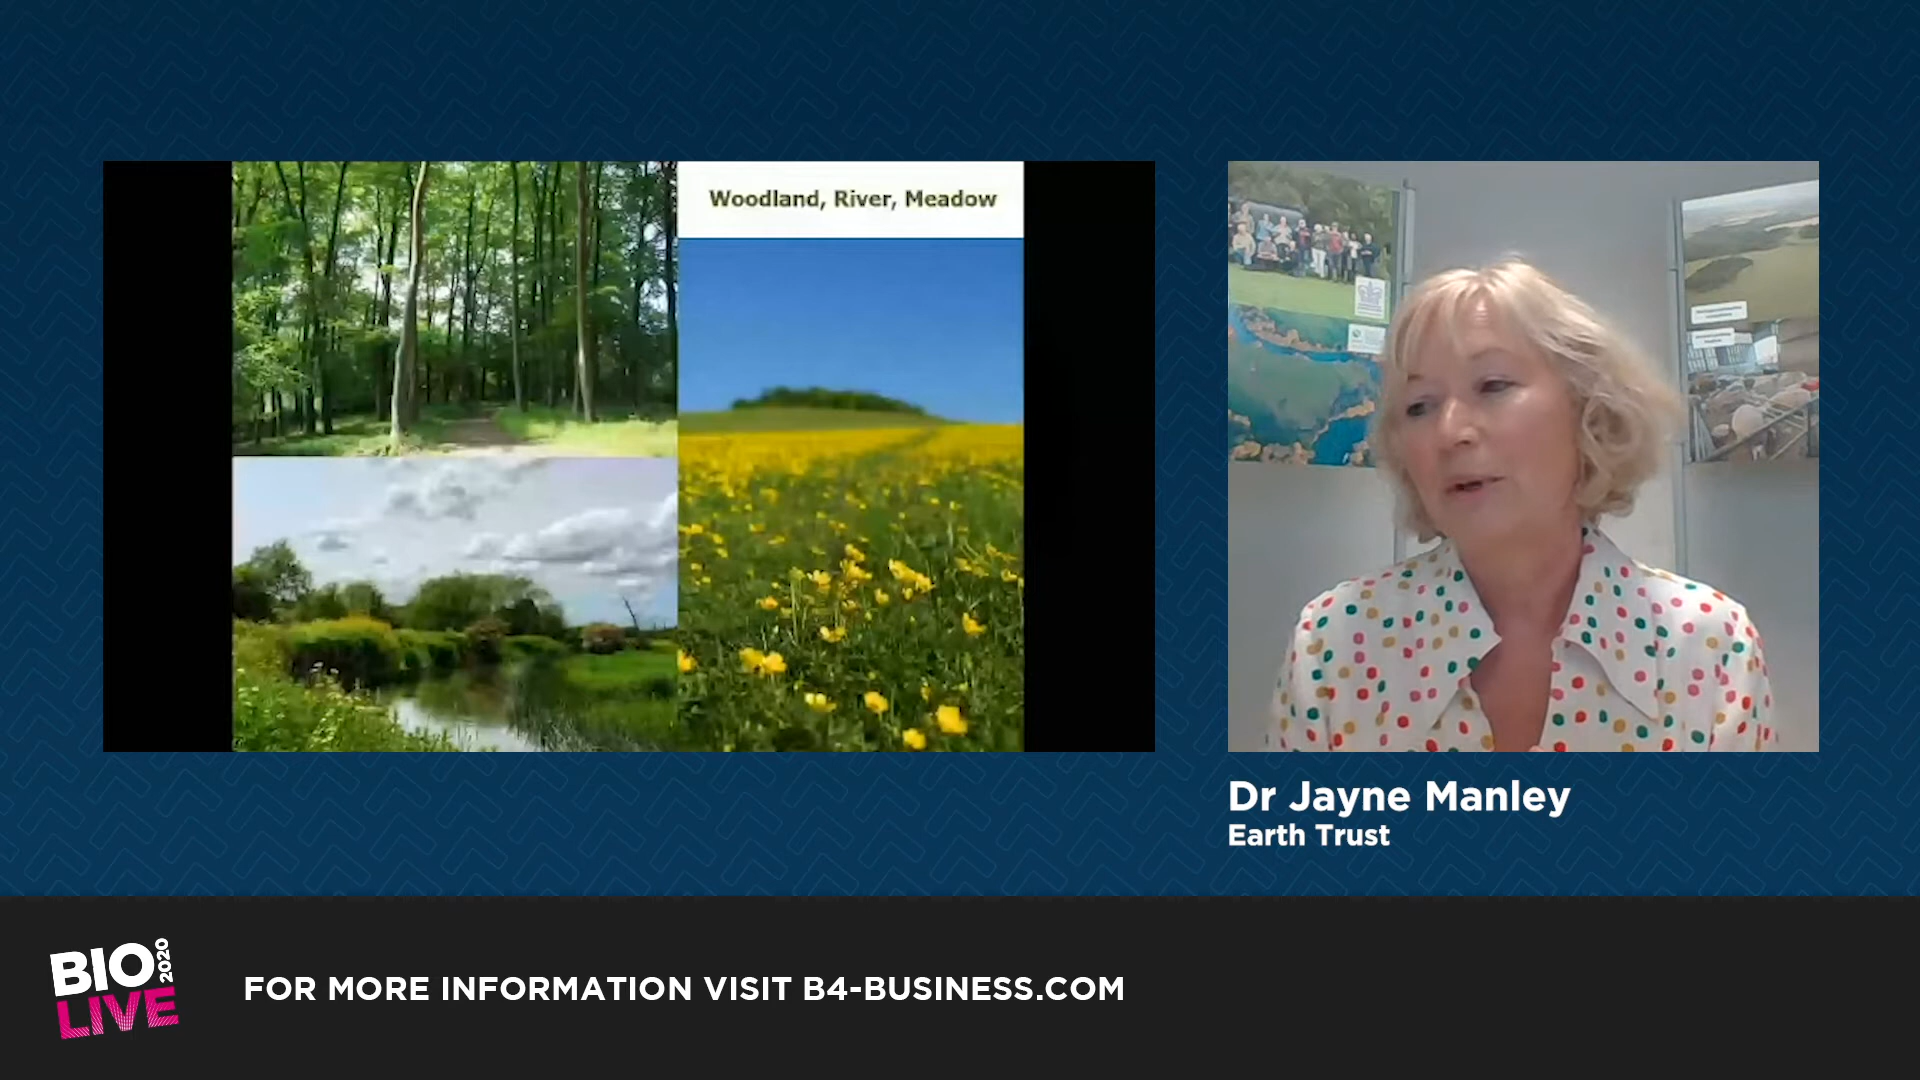 Woodland, River, Meadow
Dr Jayne Manley
Earth Trust
BIO
2020
LIVE
FOR MORE INFORMATION VISIT B4-BUSINESS.COM